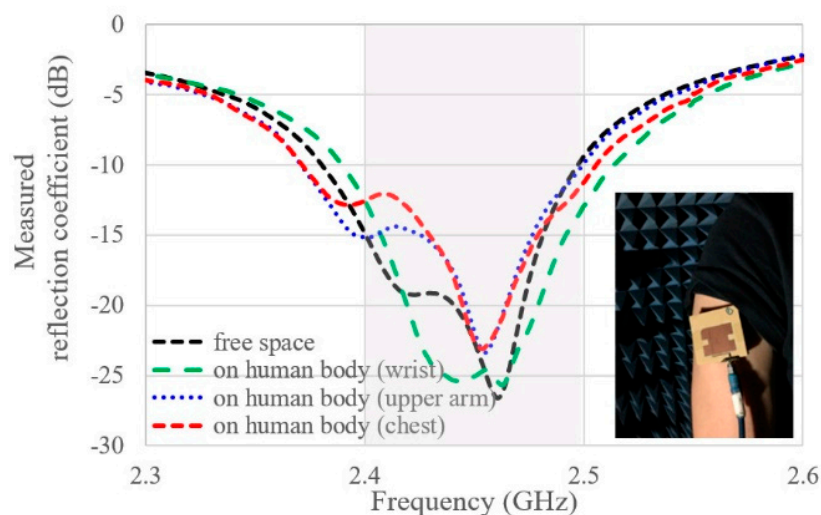 0
-5
-10
-15
-20
-25
-30
Measured
reflection coefficient (dB)
free space
on human body (wrist)
on human body (upper arm)
on human body (chest)
2.3
2.4
2.5
2.6
Frequency (GHz)